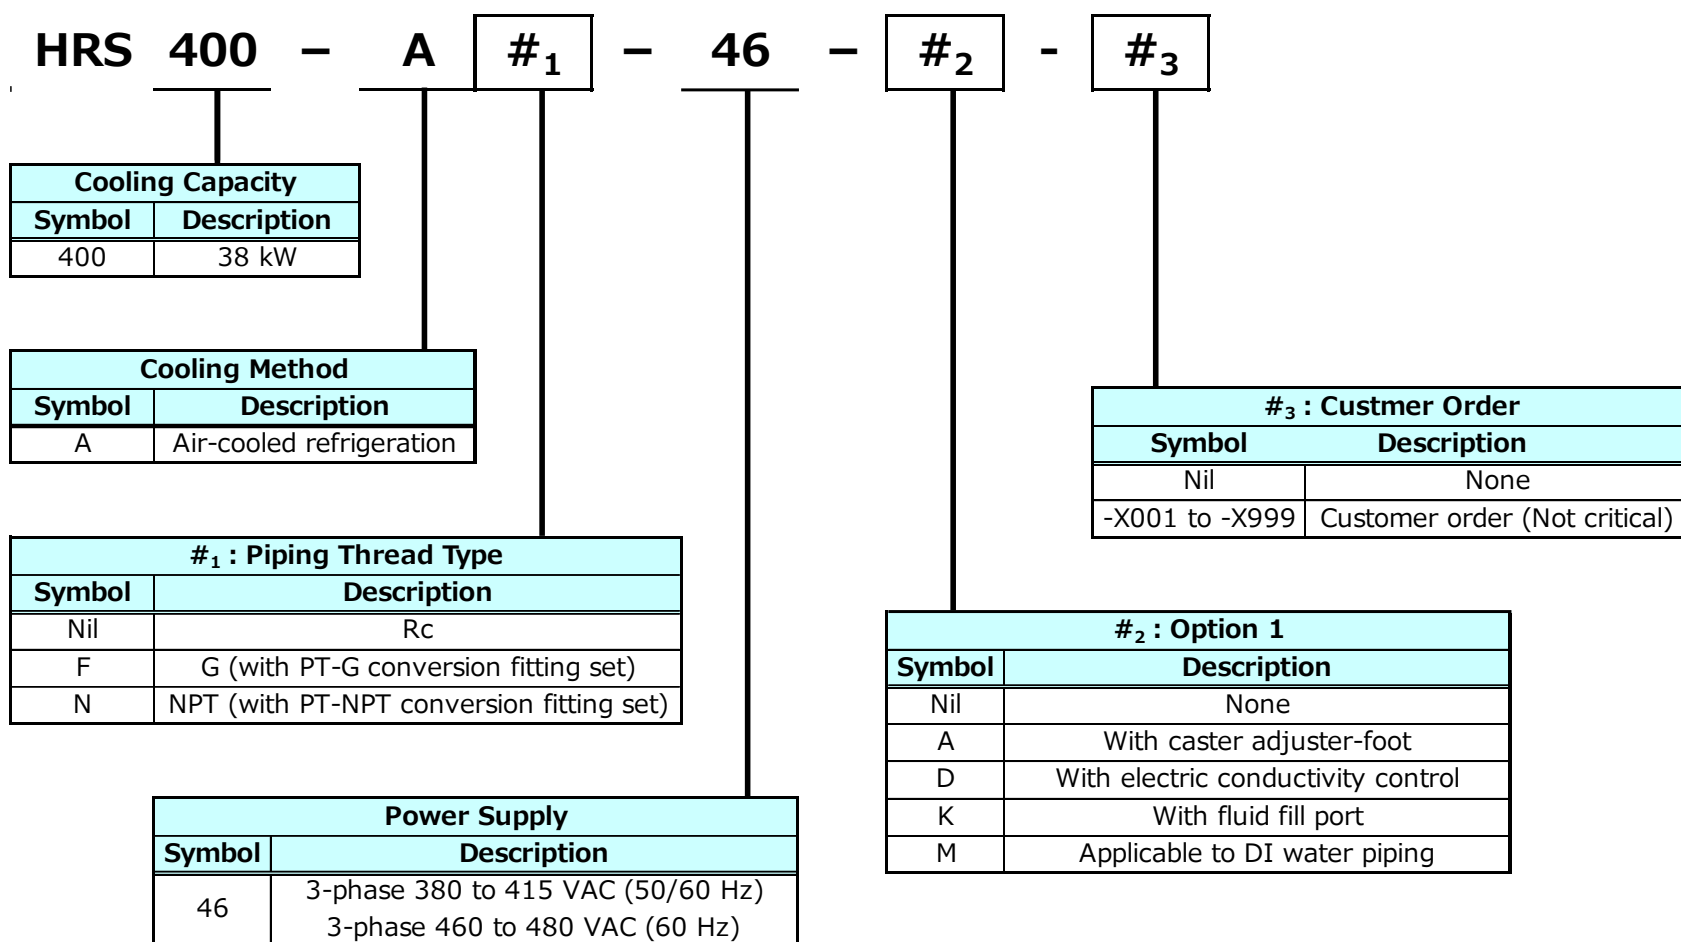 HRS 400 – A #1 – 46 – #2 - #3
Cooling Capacity
Symbol Description
400 38 kW
Cooling Method
Symbol Description
A Air-cooled refrigeration
#1 : Piping Thread Type
Symbol Description
Nil Rc
F G (with PT-G conversion fitting set)
N NPT (with PT-NPT conversion fitting set)
Power Supply
Symbol Description
46 3-phase 380 to 415 VAC (50/60 Hz)
3-phase 460 to 480 VAC (60 Hz)
#3 : Custmer Order
Symbol Description
Nil None
-X001 to -X999 Customer order (Not critical)
#2 : Option 1
Symbol Description
Nil None
A With caster adjuster-foot
D With electric conductivity control
K With fluid fill port
M Applicable to DI water piping